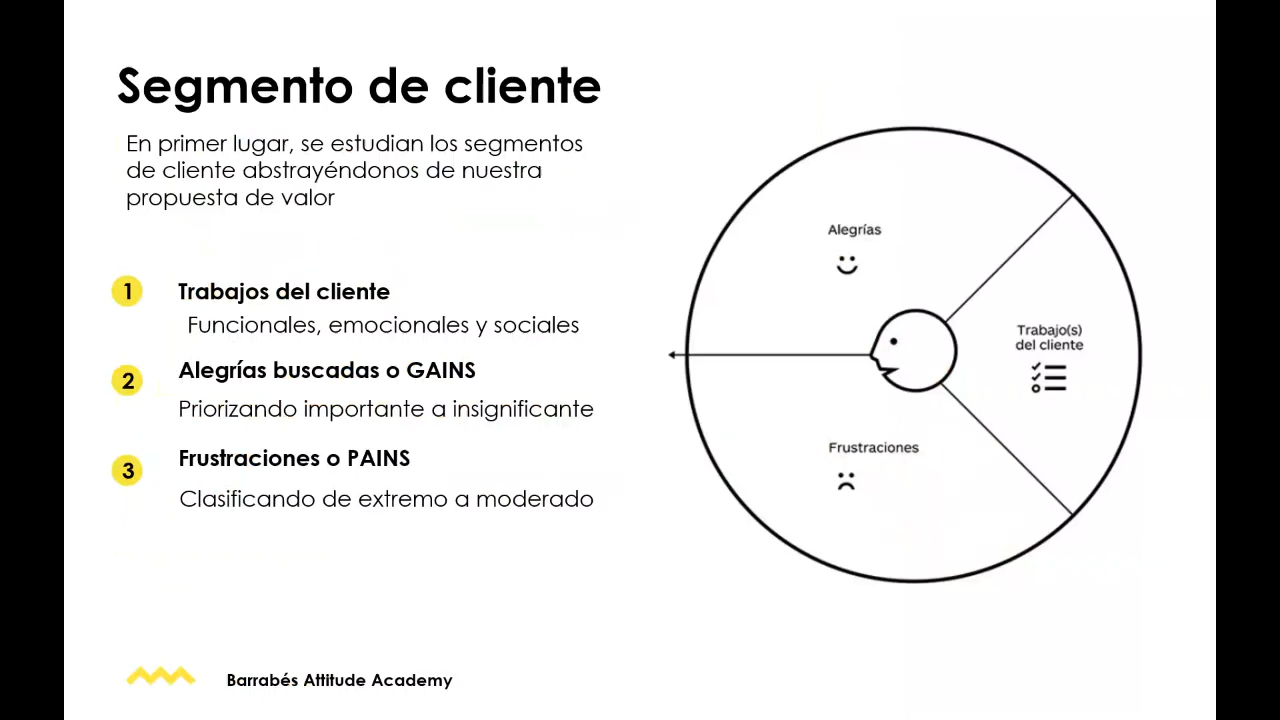 Segmento de cliente
En primer lugar, se estudian los segmentos
de cliente abstrayéndonos de nuestra
propuesta de valor
1 Trabajos del cliente
Funcionales, emocionales y sociales
2 Alegrías buscadas o GAINS
Priorizando importante a insignificante
3 Frustraciones o PAINS
Clasificando de extremo a moderado
Alegrías
Trabajo(s)
del cliente
Frustraciones
Barrabés Attitude Academy